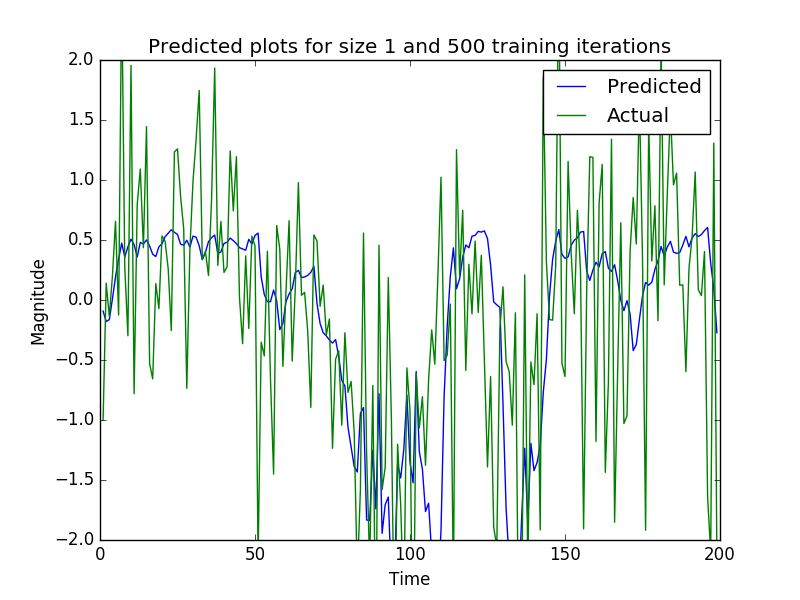 Predicted plots for size 1 and 500 training iterations
2.0
1.5
1.0
0.5
0.0
−0.5
−1.0
−1.5
−2.0
Magnitude
Predicted
Actual
0 50 100 150 200
Time